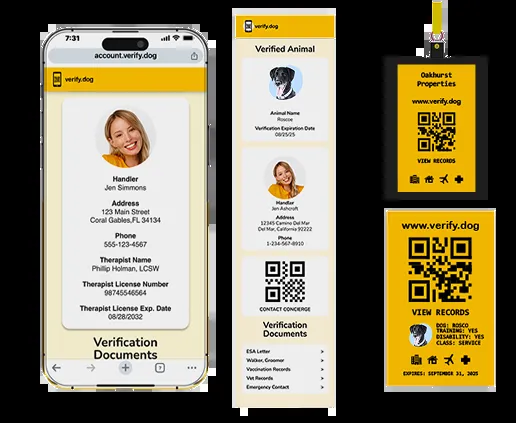 7:31
account.verify.dog
verify.dog
Handler
Jen Simmons
Address
123 Main Street
Coral Gables,FL 34134
Phone
555-123-4567
Therapist Name
Phillip Holman, LCSW
Therapist License Number
98745546564
Therapist License Exp. Date
08/28/2032
Verification
Documents
verify.dog
Verified Animal
Animal Name
Roscoe
Verification Expiration Date
08/25/25
Handler
Jen Ashcroft
Address
12345 Camino Del Mar
Del Mar, California 92222
Phone
1-234-567-8910
CONTACT CONCIERGE
Verification
Documents
ESA Letter >
Walker, Groomer >
Vaccination Records >
Vet Records >
Emergency Contact >
Oakhurst
Properties
www.verify.dog
VIEW RECORDS
www.verify.dog
VIEW RECORDS
DOG: ROSCO
TRAINING: YES
DISABILITY: YES
CLASS: SERVICE
EXPIRES: SEPTEMBER 31, 2025